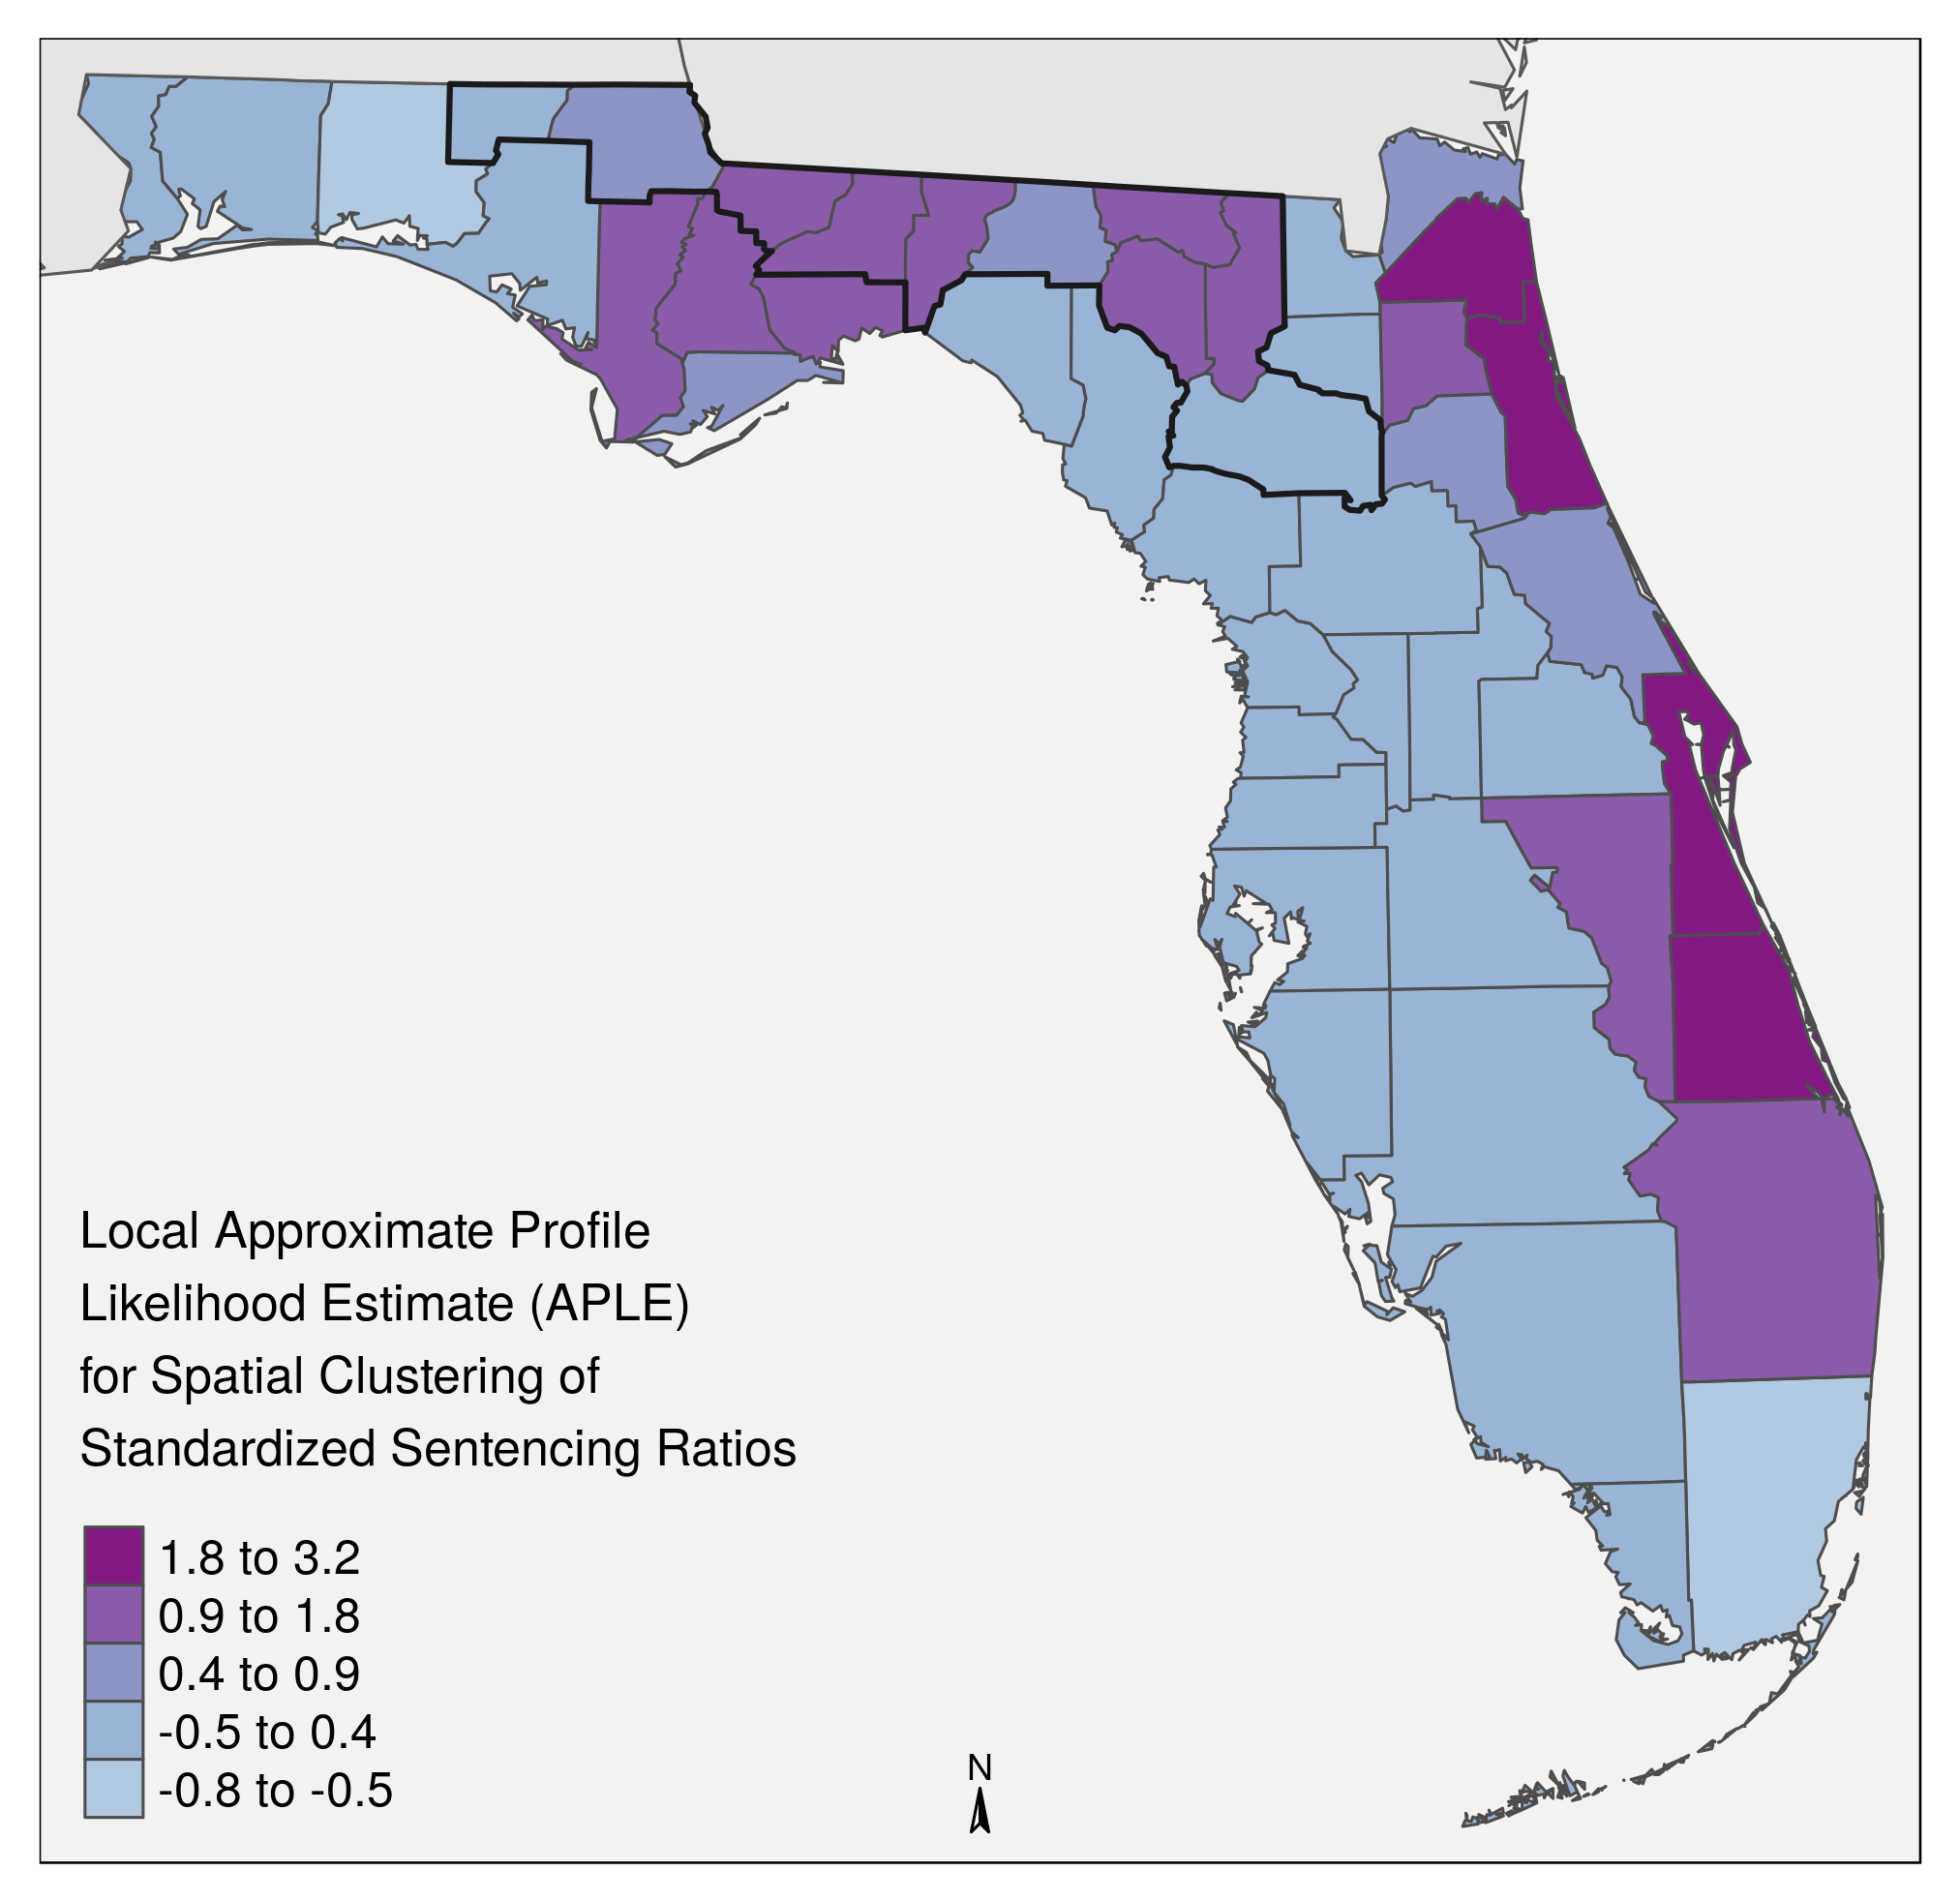 Local Approximate Profile
Likelihood Estimate (APLE)
for Spatial Clustering of
Standardized Sentencing Ratios
1.8 to 3.2
0.9 to 1.8
0.4 to 0.9
-0.5 to 0.4
-0.8 to -0.5
N